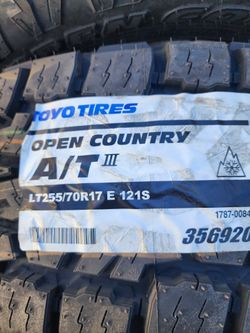 TOYO TIRES
OPEN COUNTRY
A/T III
LT255/70R17 E 121S
1787-0084
356920